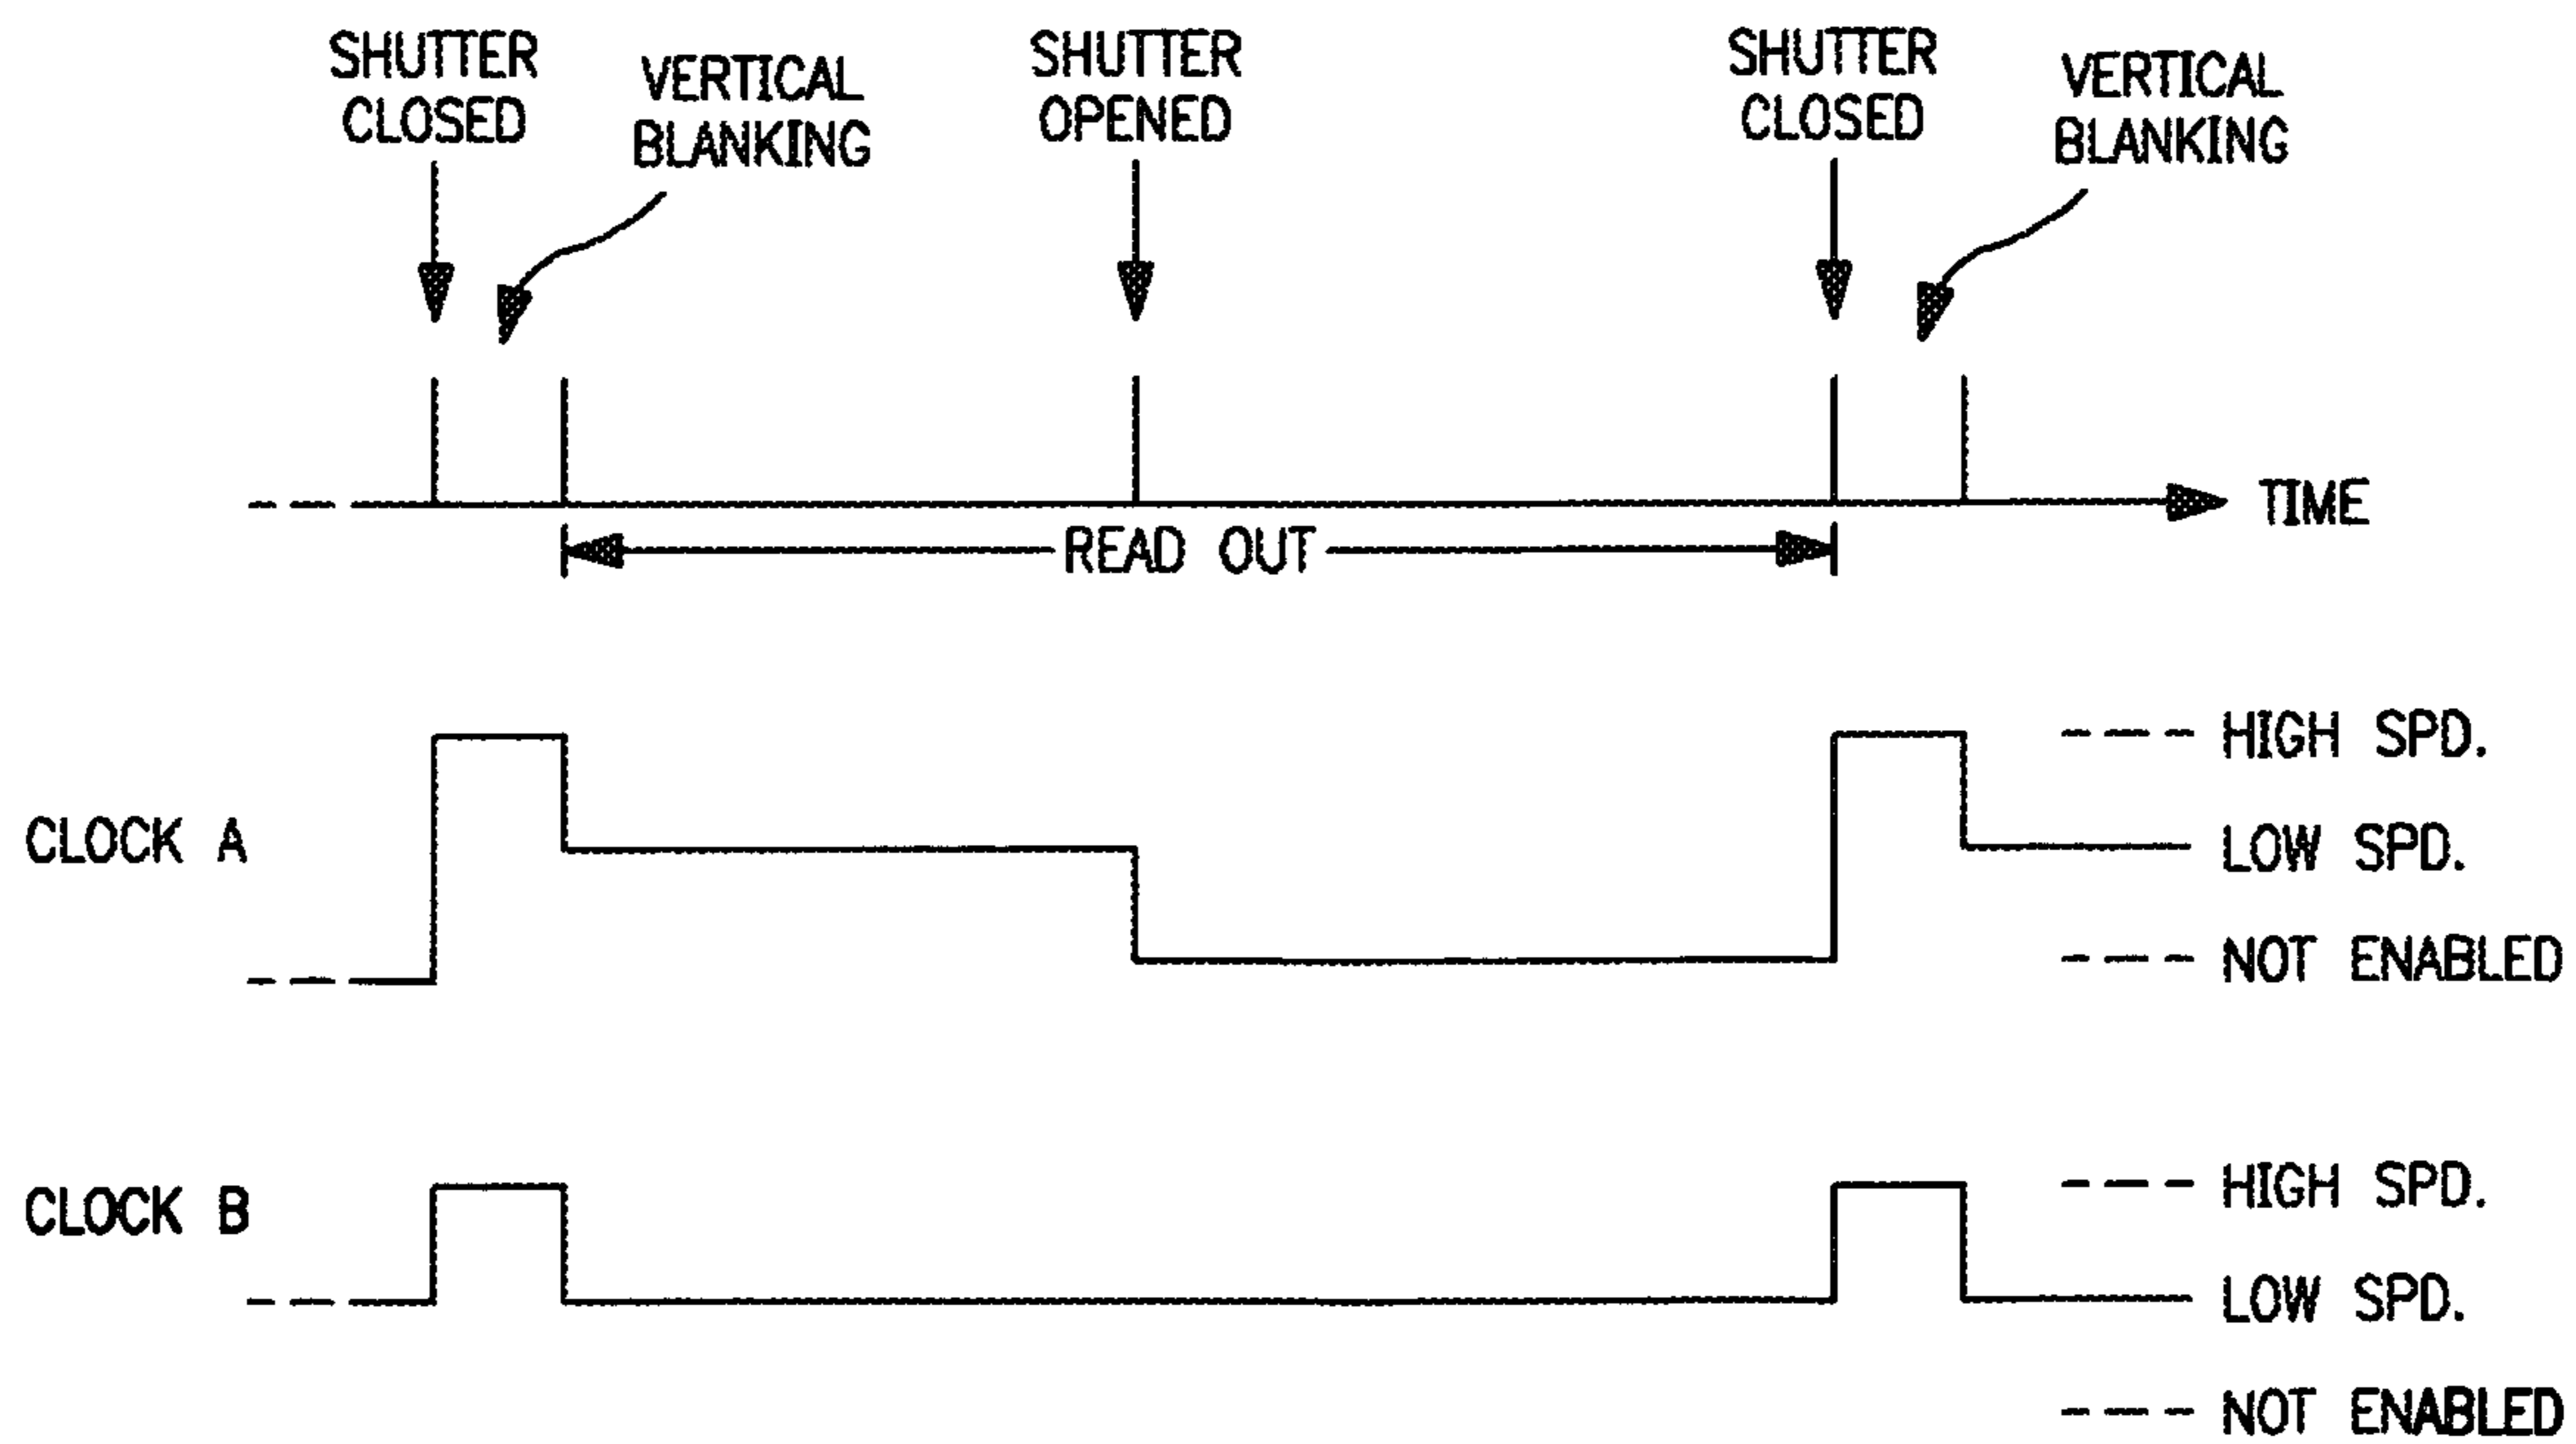 SHUTTER
CLOSED
VERTICAL
BLANKING
SHUTTER
OPENED
SHUTTER
CLOSED
VERTICAL
BLANKING
TIME
READ OUT
CLOCK A
HIGH SPD.
LOW SPD.
NOT ENABLED
CLOCK B
HIGH SPD.
LOW SPD.
NOT ENABLED